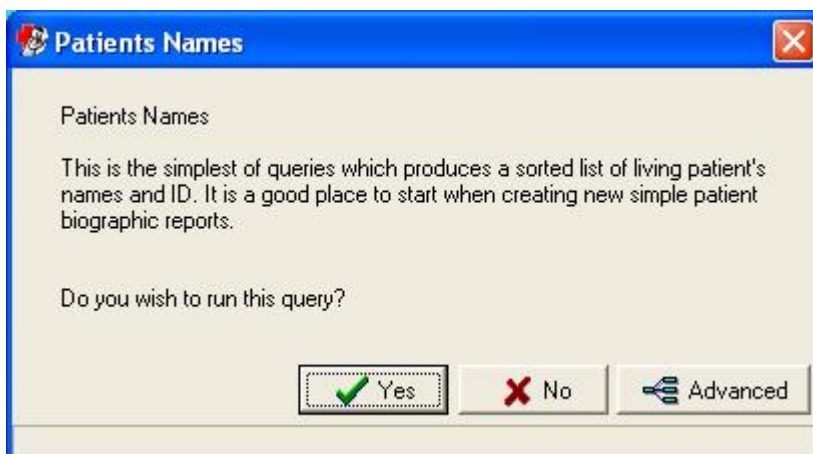 Patients Names
Patients Names
This is the simplest of queries which produces a sorted list of living patient's
names and ID. It is a good place to start when creating new simple patient
biographic reports.
Do you wish to run this query?
Yes No Advanced